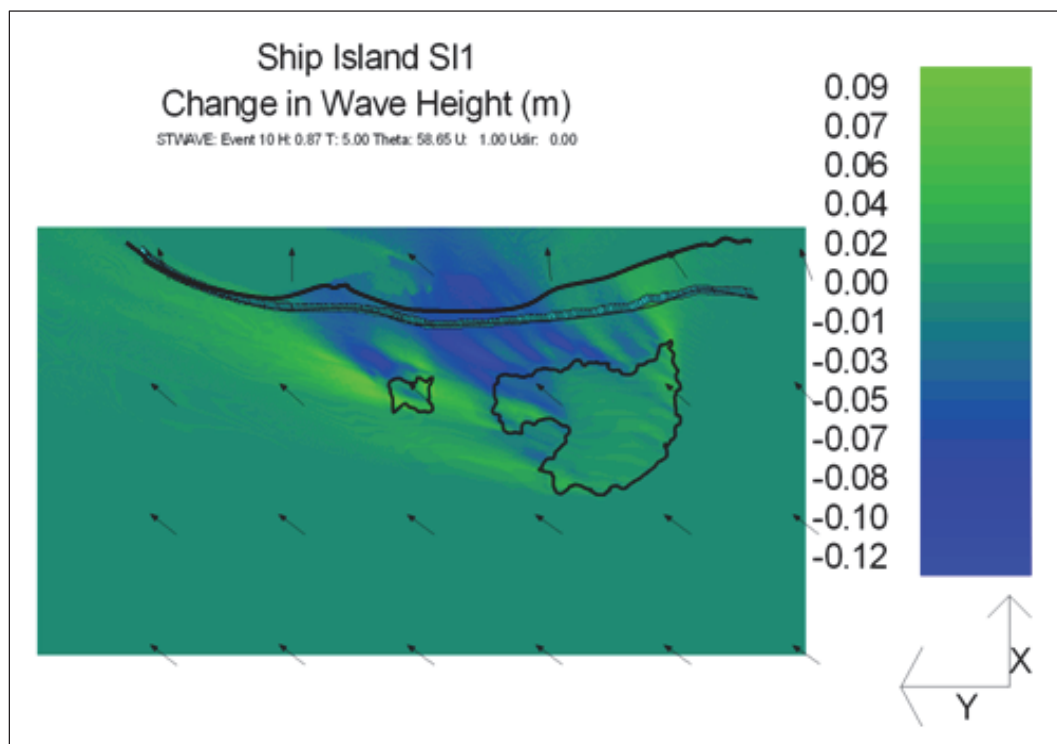 Ship Island SI1
Change in Wave Height (m)
STWAVE: Event 10 H: 0.87 T: 5.00 Theta: 58.65 U: 1.00 Udir: 0.00
0.09
0.07
0.06
0.04
0.02
0.00
-0.01
-0.03
-0.05
-0.07
-0.08
-0.10
-0.12
X
Y